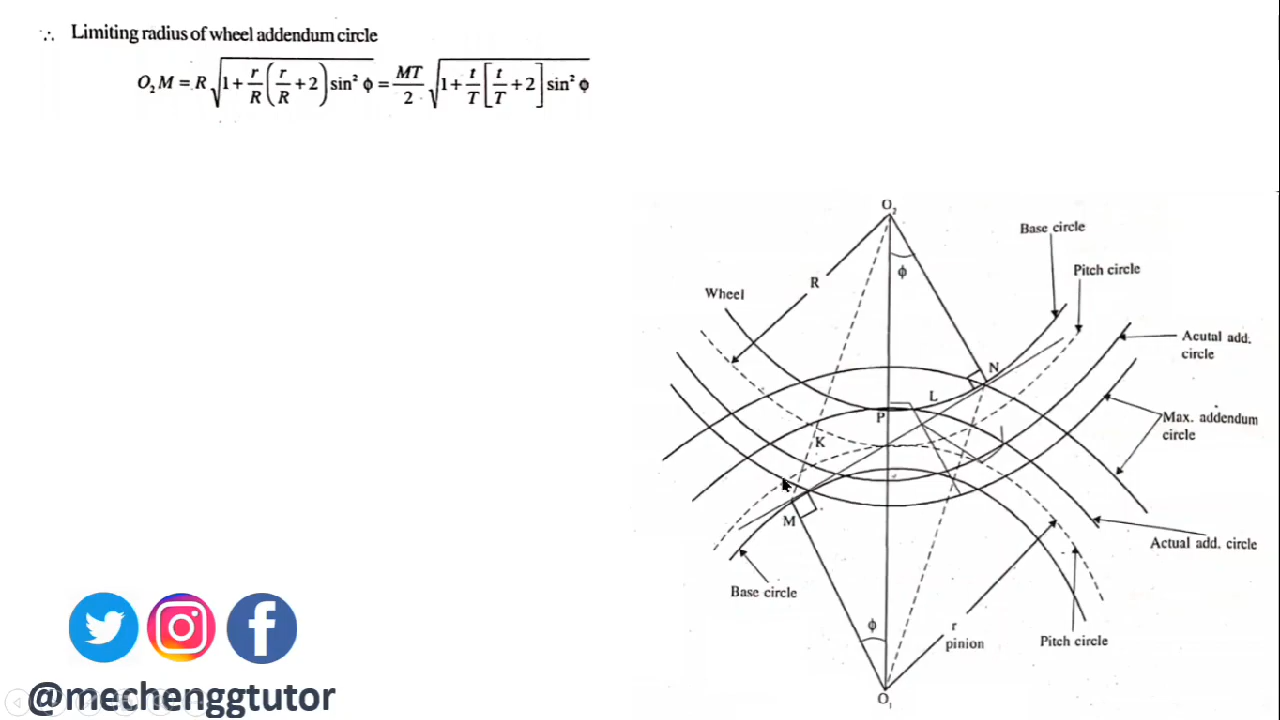 ∴ Limiting radius of wheel addendum circle
O₂M = R √(1 + r/R (r/R + 2) sin² ϕ) = MT/2 √(1 + t/T [t/T + 2] sin² ϕ)
O₂
Base circle
ϕ
Pitch circle
R
Wheel
Acutal add.
circle
N
L
P
Max. addendum
circle
K
M
Actual add. circle
Base circle
ϕ
r
pinion
Pitch circle
O₁
@mechenggtutor